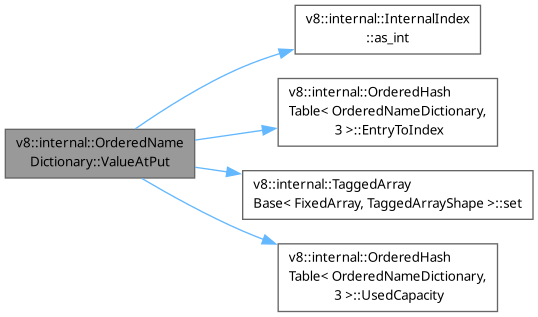 v8::internal::InternalIndex
::as_int
v8::internal::OrderedHash
Table< OrderedNameDictionary,
3 >::EntryToIndex
v8::internal::OrderedName
Dictionary::ValueAtPut
v8::internal::TaggedArray
Base< FixedArray, TaggedArrayShape >::set
v8::internal::OrderedHash
Table< OrderedNameDictionary,
3 >::UsedCapacity